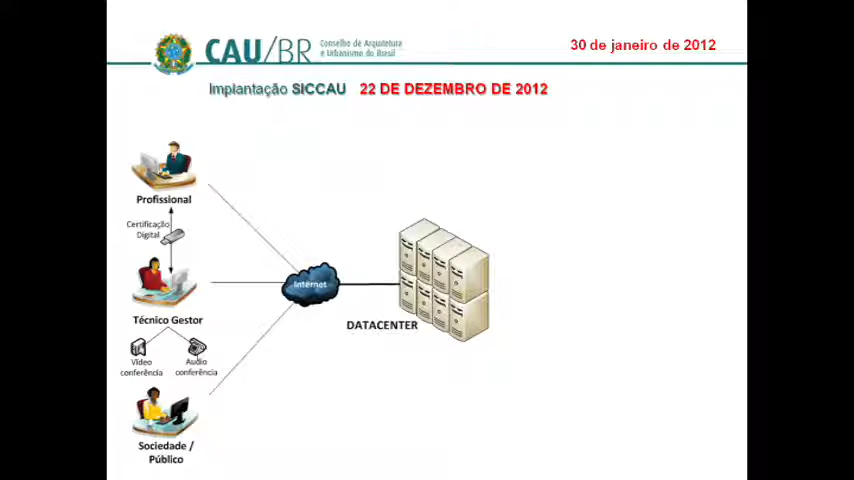 CAU/BR
Conselho de Arquitetura
e Urbanismo do Brasil
30 de janeiro de 2012
Implantação SICCAU 22 DE DEZEMBRO DE 2012
Profissional
Certificação
Digital
Técnico Gestor
Vídeo
conferência
Audio
conferência
Sociedade /
Público
Internet
DATACENTER